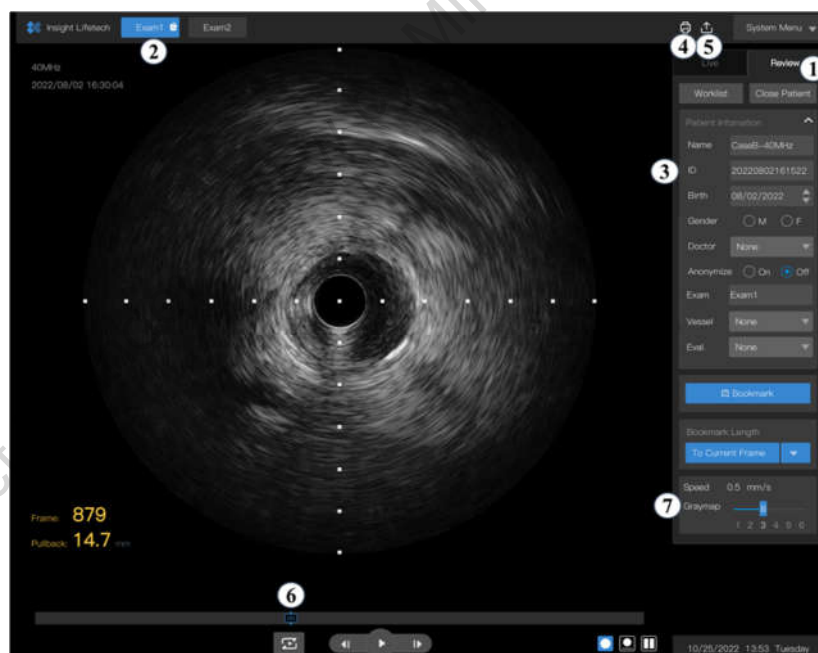 Insight Lifetech Exam1 Exam2 System Menu
2 4 5
40MHz
2022/08/02 16:30:04
Live Review 1
Worklist Close Patient
Patient Information
Name CaseB-40MHz
3 ID 20220802161522
Birth 08/02/2022
Gender M F
Doctor None
Anonymize On Off
Exam Exam1
Vessel None
Eval None
Bookmark
Bookmark Length
To Current Frame
Speed 0.5 mm/s
7 Graymap
1 2 3 4 5 6
Frame: 879
Pullback: 14.7 mm
6
10/25/2022 13:53 Tuesday